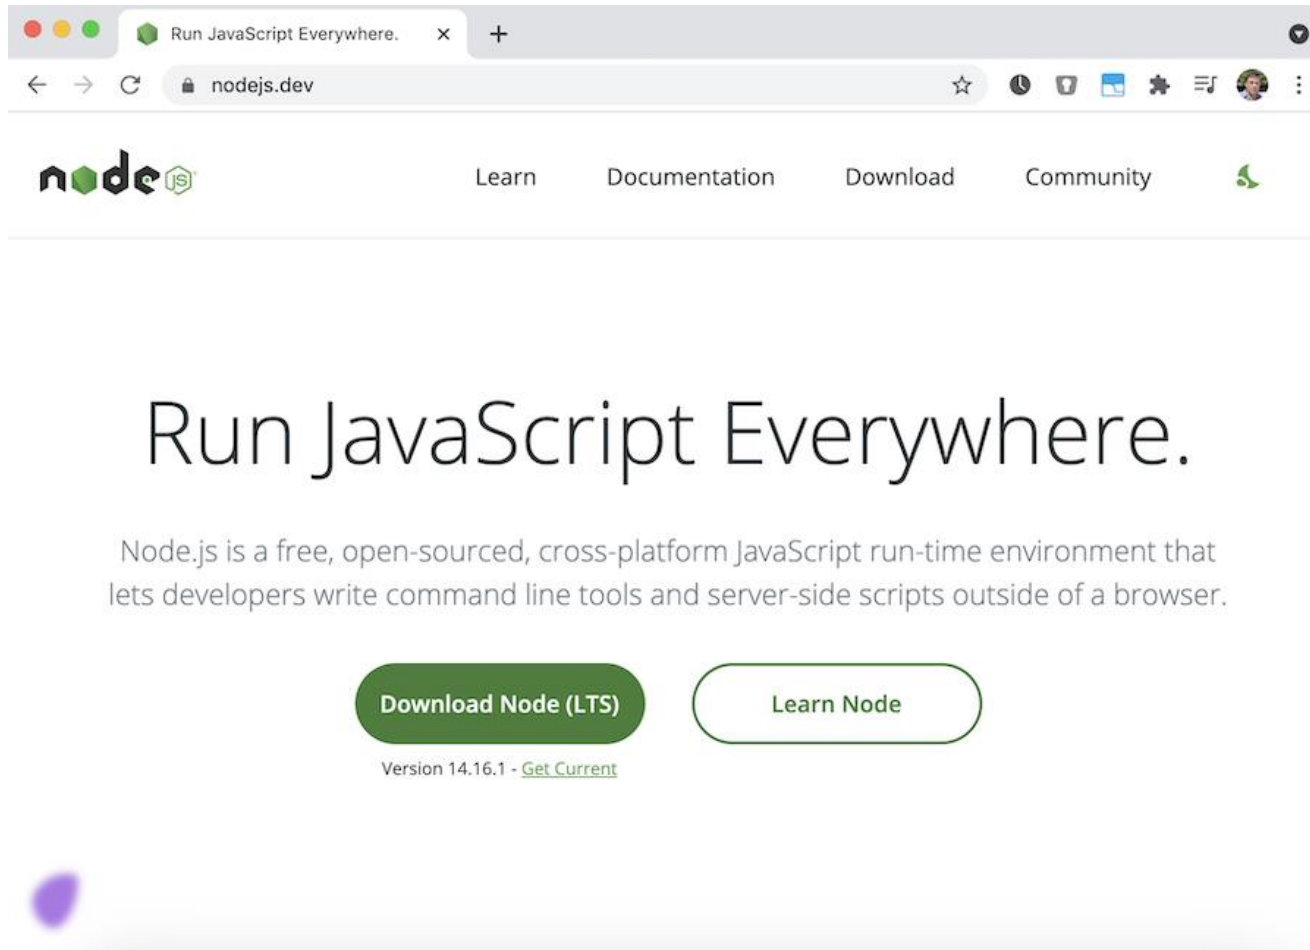 Run JavaScript Everywhere.
nodejs.dev
node JS
Learn Documentation Download Community
Run JavaScript Everywhere.
Node.js is a free, open-sourced, cross-platform JavaScript run-time environment that
lets developers write command line tools and server-side scripts outside of a browser.
Download Node (LTS) Learn Node
Version 14.16.1 - Get Current